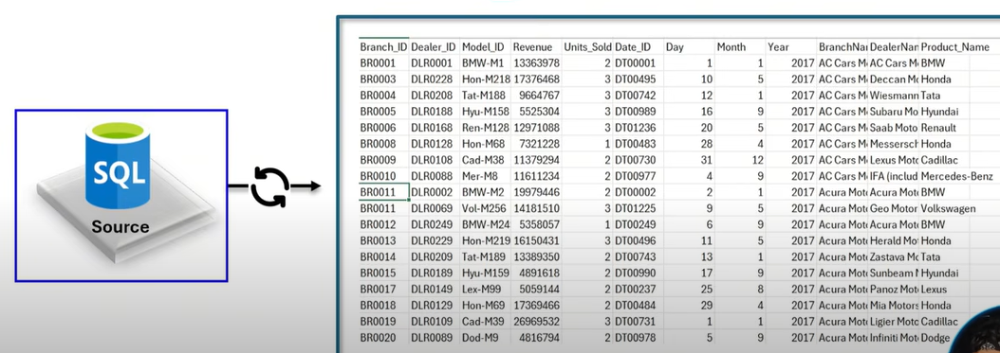 SQL
Source
Branch_ID Dealer_ID Model_ID Revenue Units_Sold Date_ID Day Month Year BranchNa DealerNar Product_Name
BR0001 DLR0001 BMW-M1 13363978 2 DT00001 1 1 2017 AC Cars M AC Cars M BMW
BR0003 DLR0228 Hon-M218 17376468 3 DT00495 10 5 2017 AC Cars M Deccan Mo Honda
BR0004 DLR0208 Tat-M188 9664767 3 DT00742 12 1 2017 AC Cars M Wiesmann Tata
BR0005 DLR0188 Hyu-M158 5525304 3 DT00989 16 9 2017 AC Cars M Subaru Mo Hyundai
BR0006 DLR0168 Ren-M128 12971088 3 DT01236 20 5 2017 AC Cars M Saab Moto Renault
BR0008 DLR0128 Hon-M68 7321228 1 DT00483 28 4 2017 AC Cars M Messersch Honda
BR0009 DLR0108 Cad-M38 11379294 2 DT00730 31 12 2017 AC Cars M Lexus Moto Cadillac
BR0010 DLR0088 Mer-M8 11611234 2 DT00977 4 9 2017 AC Cars M IFA (includ Mercedes-Benz
BR0011 DLR0002 BMW-M2 19979446 2 DT00002 2 1 2017 Acura Mot Acura Mot BMW
BR0011 DLR0069 Vol-M256 14181510 3 DT01225 9 5 2017 Acura Mot Geo Motor Volkswagen
BR0012 DLR0249 BMW-M24 5358057 1 DT00249 6 9 2017 Acura Mot Acura Mot BMW
BR0013 DLR0229 Hon-M219 16150431 3 DT00496 11 5 2017 Acura Mot Herald Mo Honda
BR0014 DLR0209 Tat-M189 13389350 2 DT00743 13 1 2017 Acura Mot Zastava Mo Tata
BR0015 DLR0189 Hyu-M159 4891618 2 DT00990 17 9 2017 Acura Mot Sunbeam Hyundai
BR0017 DLR0149 Lex-M99 5059144 2 DT00237 25 8 2017 Acura Mot Panoz Mot Lexus
BR0018 DLR0129 Hon-M69 17369466 2 DT00484 29 4 2017 Acura Mot Mia Motors Honda
BR0019 DLR0109 Cad-M39 26969532 3 DT00731 1 1 2017 Acura Mot Ligier Moto Cadillac
BR0020 DLR0089 Dod-M9 4816794 2 DT00978 5 9 2017 Acura Mot Infiniti Mot Dodge